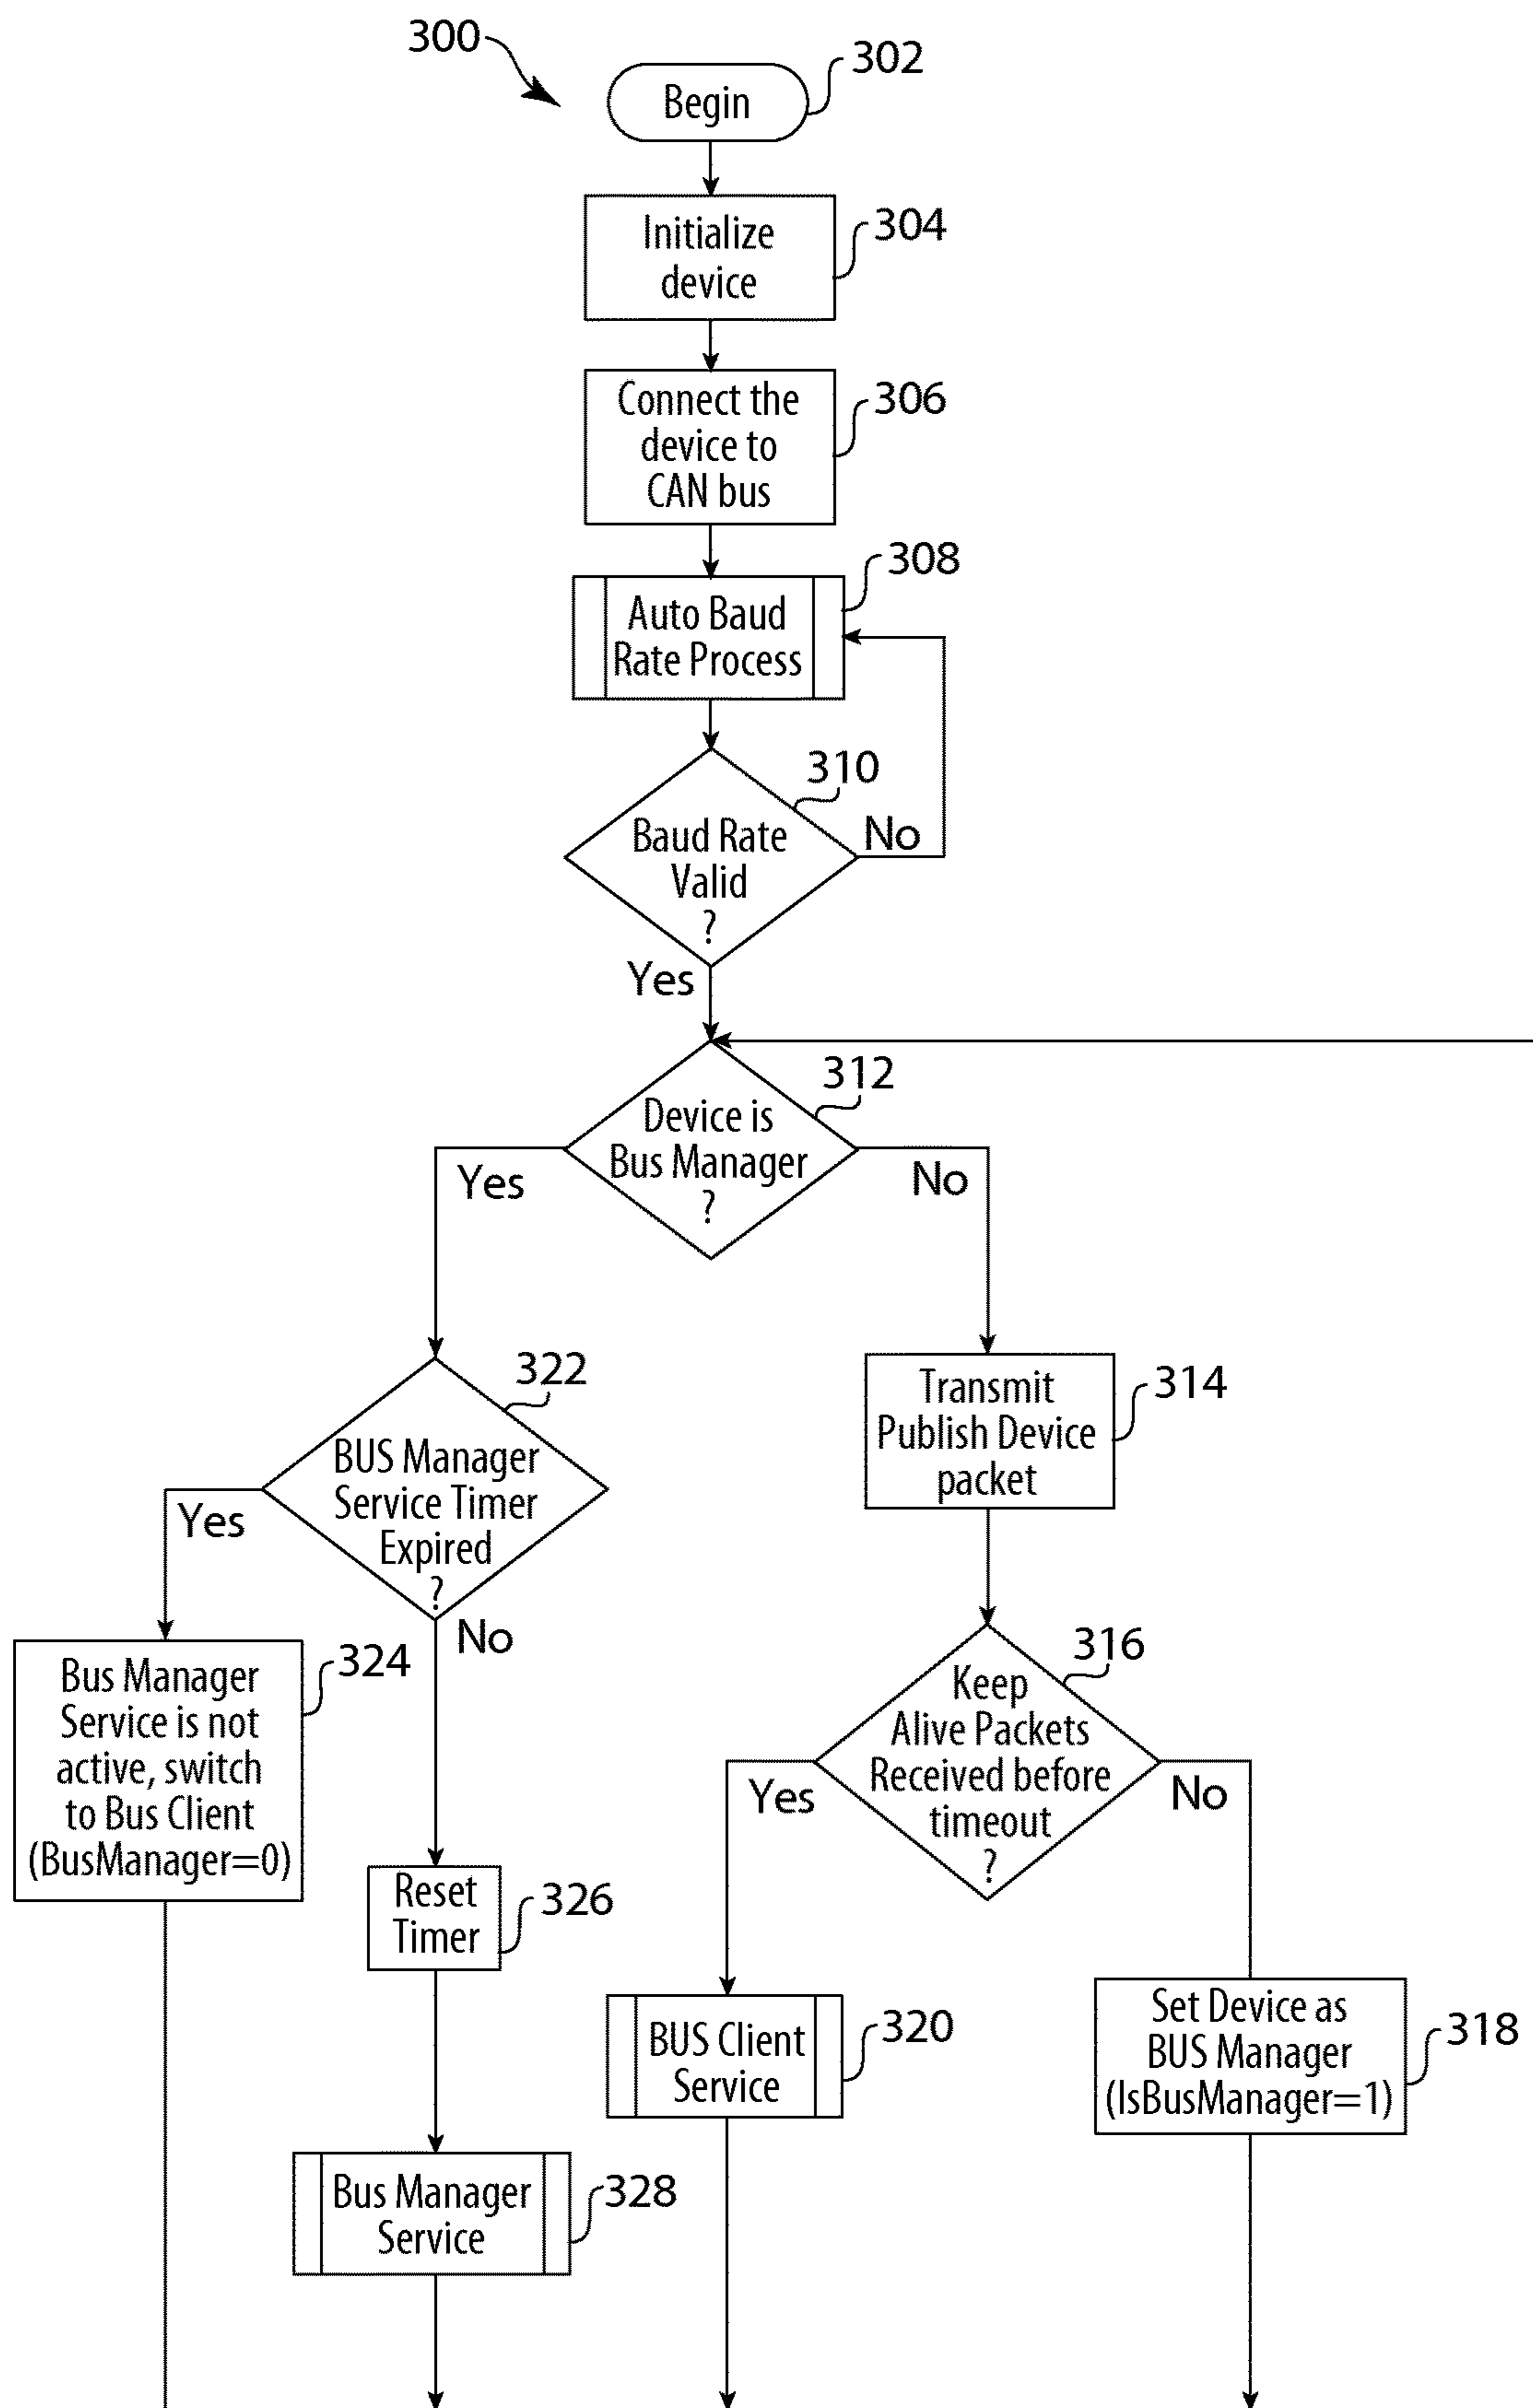 300
302
Begin
304
Initialize
device
306
Connect the
device to
CAN bus
308
Auto Baud
Rate Process
310
Baud Rate
Valid
?
No
Yes
312
Device is
Bus Manager
?
Yes
No
322
BUS Manager
Service Timer
Expired
?
Yes
No
314
Transmit
Publish Device
packet
324
Bus Manager
Service is not
active, switch
to Bus Client
(BusManager=0)
316
Keep
Alive Packets
Received before
timeout
?
Yes
No
326
Reset
Timer
320
BUS Client
Service
318
Set Device as
BUS Manager
(IsBusManager=1)
328
Bus Manager
Service